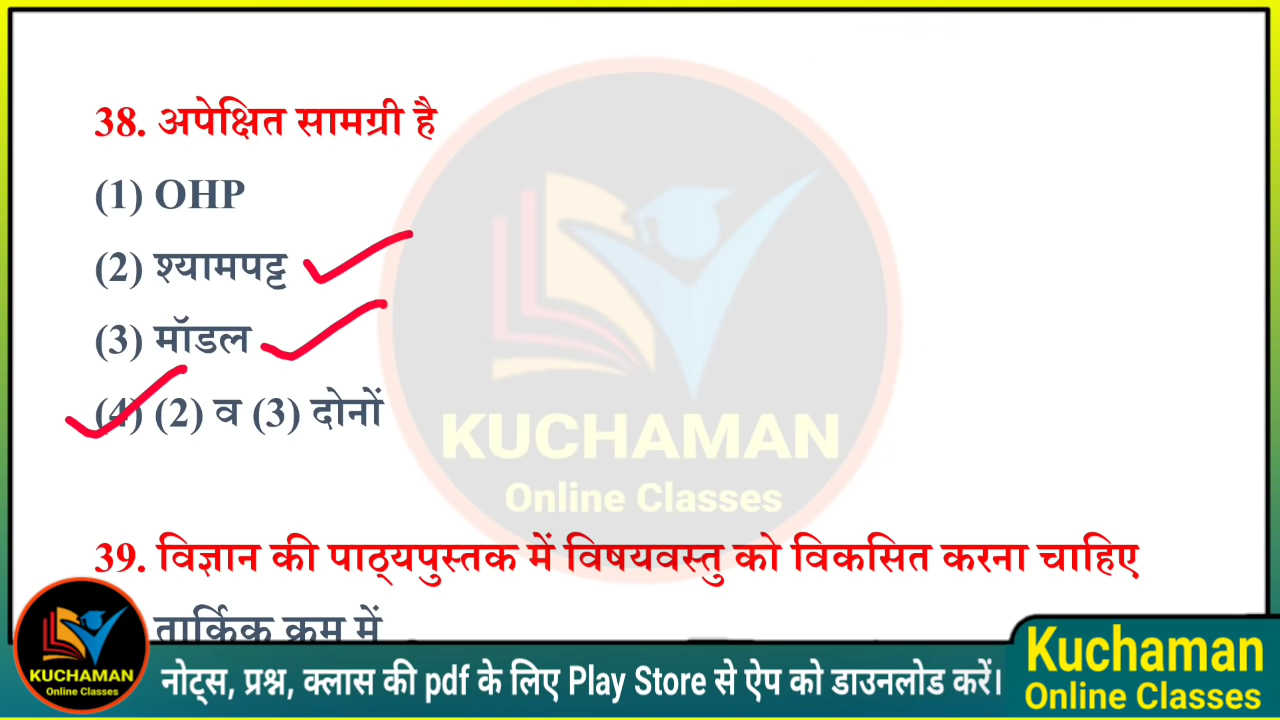 38. अपेक्षित सामग्री है
(1) OHP
(2) श्यामपट्ट
(3) मॉडल
(4) (2) व (3) दोनों
KUCHAMAN
Online Classes
39. विज्ञान की पाठ्यपुस्तक में विषयवस्तु को विकसित करना चाहिए
तार्किक क्रम में
KUCHAMAN
Online Classes
नोट्स, प्रश्न, क्लास की pdf के लिए Play Store से ऐप को डाउनलोड करें।
Kuchaman
Online Classes